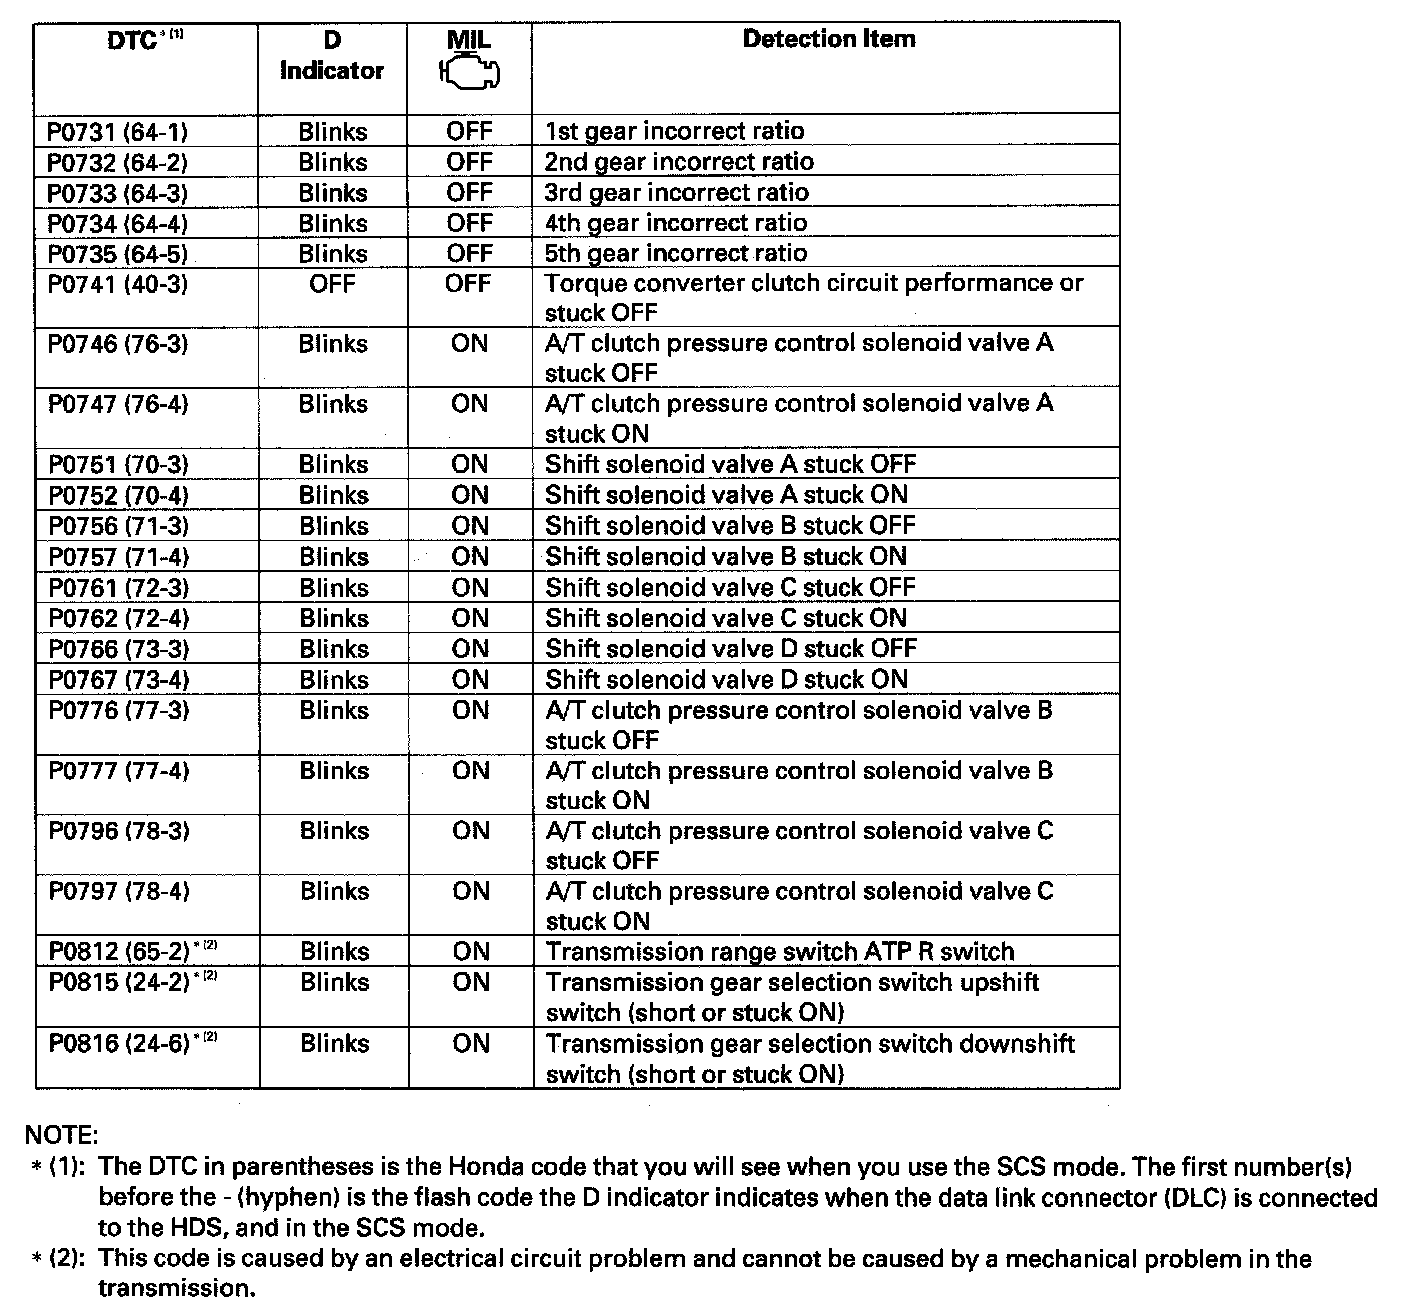 DTC*(1) D Indicator MIL Detection Item
P0731 (64-1) Blinks OFF 1st gear incorrect ratio
P0732 (64-2) Blinks OFF 2nd gear incorrect ratio
P0733 (64-3) Blinks OFF 3rd gear incorrect ratio
P0734 (64-4) Blinks OFF 4th gear incorrect ratio
P0735 (64-5) Blinks OFF 5th gear incorrect ratio
P0741 (40-3) OFF OFF Torque converter clutch circuit performance or
stuck OFF
P0746 (76-3) Blinks ON A/T clutch pressure control solenoid valve A
stuck OFF
P0747 (76-4) Blinks ON A/T clutch pressure control solenoid valve A
stuck ON
P0751 (70-3) Blinks ON Shift solenoid valve A stuck OFF
P0752 (70-4) Blinks ON Shift solenoid valve A stuck ON
P0756 (71-3) Blinks ON Shift solenoid valve B stuck OFF
P0757 (71-4) Blinks ON Shift solenoid valve B stuck ON
P0761 (72-3) Blinks ON Shift solenoid valve C stuck OFF
P0762 (72-4) Blinks ON Shift solenoid valve C stuck ON
P0766 (73-3) Blinks ON Shift solenoid valve D stuck OFF
P0767 (73-4) Blinks ON Shift solenoid valve D stuck ON
P0776 (77-3) Blinks ON A/T clutch pressure control solenoid valve B
stuck OFF
P0777 (77-4) Blinks ON A/T clutch pressure control solenoid valve B
stuck ON
P0796 (78-3) Blinks ON A/T clutch pressure control solenoid valve C
stuck OFF
P0797 (78-4) Blinks ON A/T clutch pressure control solenoid valve C
stuck ON
P0812 (65-2)*(2) Blinks ON Transmission range switch ATP R switch
P0815 (24-2)*(2) Blinks ON Transmission gear selection switch upshift
switch (short or stuck ON)
P0816 (24-6)*(2) Blinks ON Transmission gear selection switch downshift
switch (short or stuck ON)
NOTE:
* (1): The DTC in parentheses is the Honda code that you will see when you use the SCS mode. The first number(s)
before the - (hyphen) is the flash code the D indicator indicates when the data link connector (DLC) is connected
to the HDS, and in the SCS mode.
* (2): This code is caused by an electrical circuit problem and cannot be caused by a mechanical problem in the
transmission.